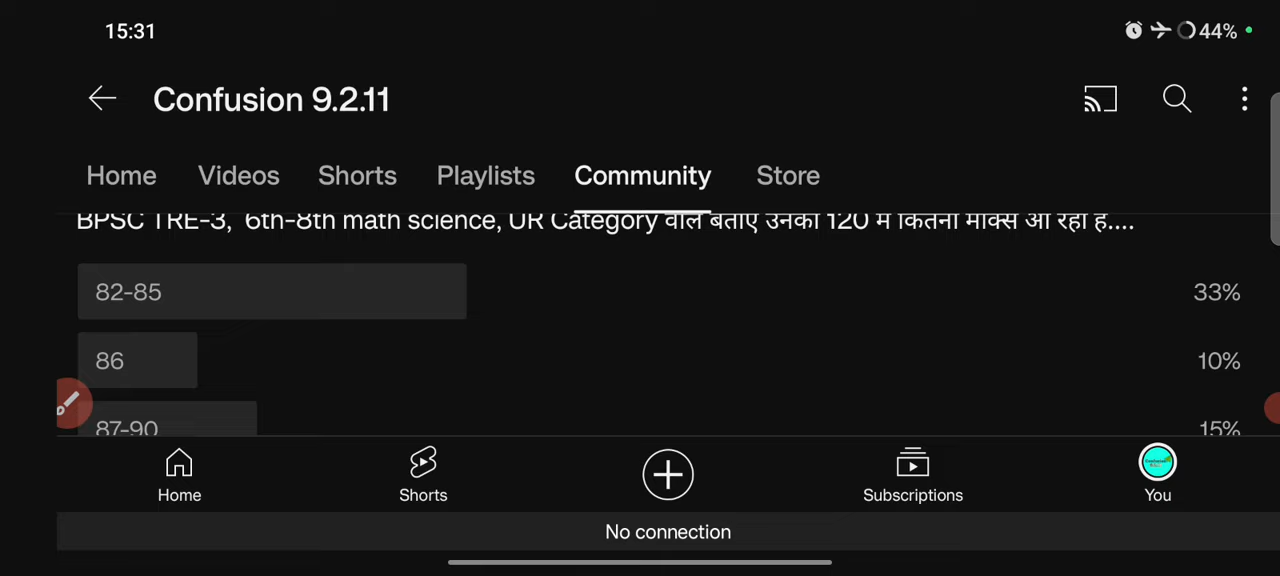 15:31
44%
Confusion 9.2.11
Home Videos Shorts Playlists Community Store
BPSC TRE-3, 6th-8th math science, UR Category वाले बताएं उनका 120 में कितना मार्क्स आ रहा है....
82-85 33%
86 10%
87-90 15%
Home Shorts Subscriptions You
No connection